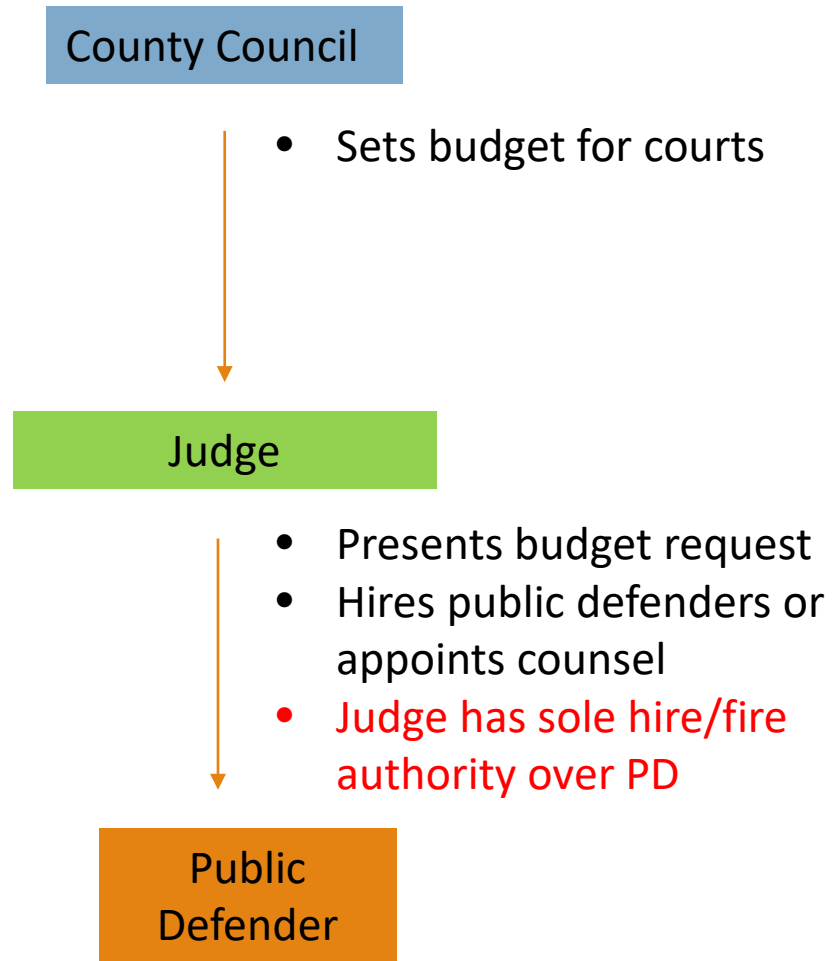 County Council
• Sets budget for courts
Judge
• Presents budget request
• Hires public defenders or
appoints counsel
• Judge has sole hire/fire
authority over PD
Public
Defender